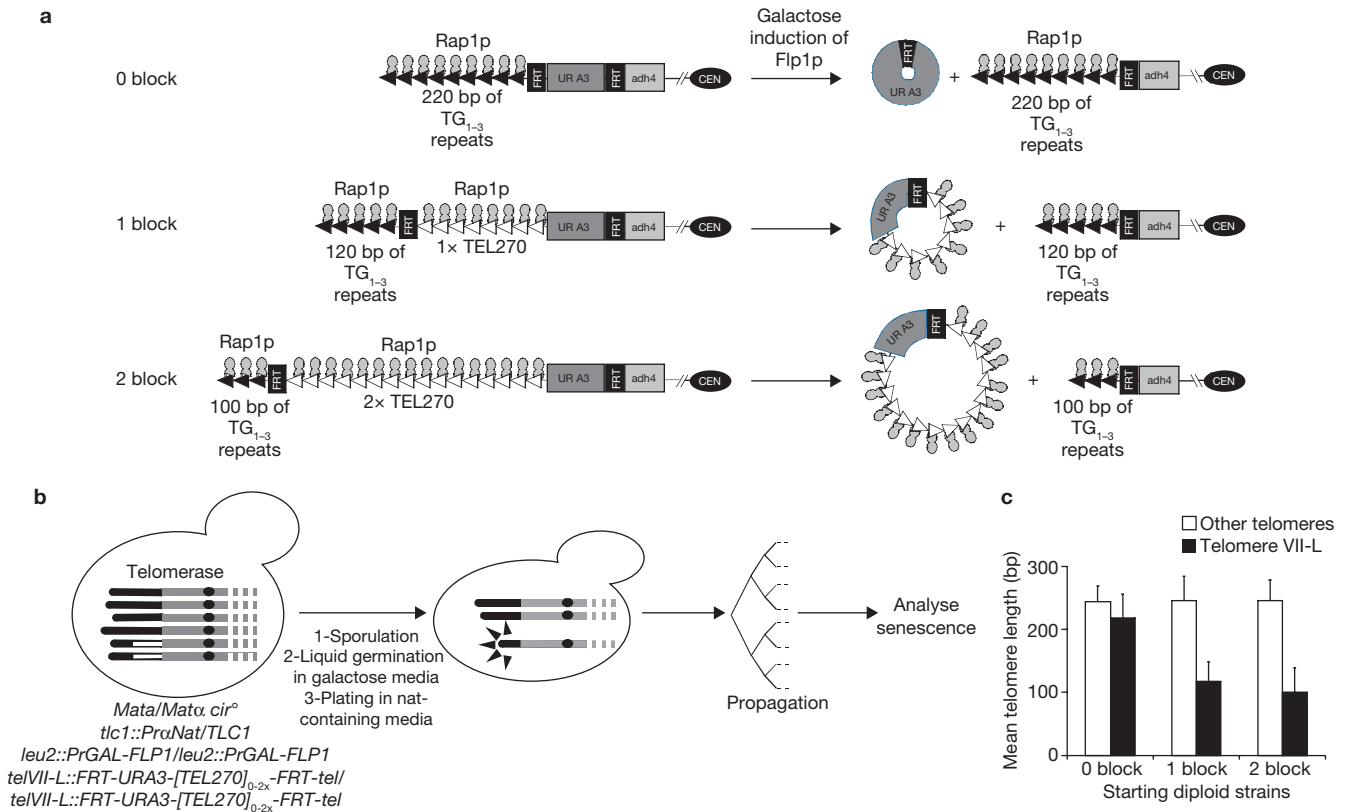 a
Galactose
induction of
Flp1p
0 block
Rap1p
FRT
UR A3
FRT
adh4
CEN
220 bp of
TG1–3
repeats
FRT
UR A3
+
Rap1p
FRT
adh4
CEN
220 bp of
TG1–3
repeats
1 block
Rap1p
Rap1p
FRT
UR A3
FRT
adh4
CEN
120 bp of
TG1–3
repeats
1× TEL270
UR A3
FRT
+
Rap1p
FRT
adh4
CEN
120 bp of
TG1–3
repeats
2 block
Rap1p
Rap1p
FRT
UR A3
FRT
adh4
CEN
100 bp of
TG1–3
repeats
2× TEL270
UR A3
FRT
+
Rap1p
FRT
adh4
CEN
100 bp of
TG1–3
repeats
b
Telomerase
Mata/Matα cir°
tlc1::PrαNat/TLC1
leu2::PrGAL-FLP1/leu2::PrGAL-FLP1
telVII-L::FRT-URA3-[TEL270]0-2x-FRT-tel/
telVII-L::FRT-URA3-[TEL270]0-2x-FRT-tel
1-Sporulation
2-Liquid germination
in galactose media
3-Plating in nat-
containing media
Propagation
Analyse
senescence
c
Other telomeres
Telomere VII-L
Mean telomere length (bp)
300
200
100
0
0 block
1 block
2 block
Starting diploid strains